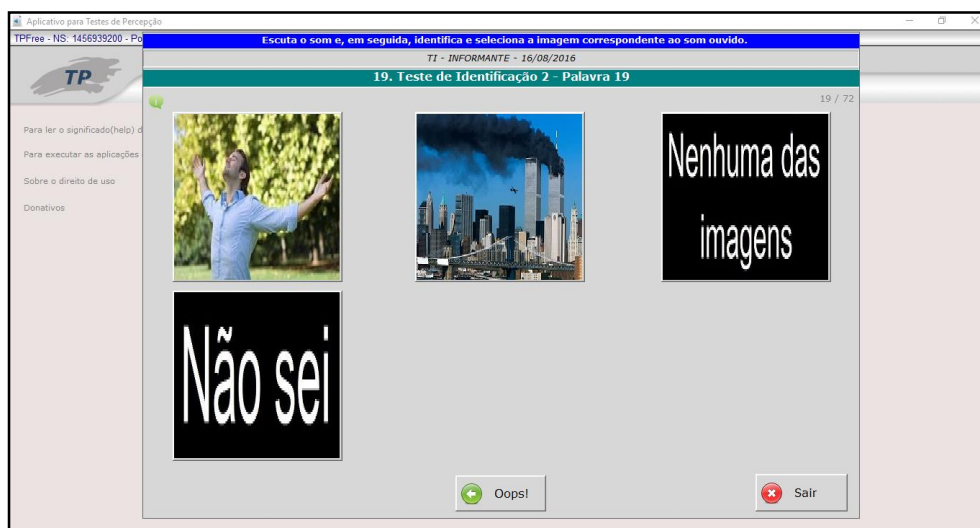 Aplicativo para Testes de Percepção
TPFree - NS: 1456939200 - Po
Escuta o som e, em seguida, identifica e seleciona a imagem correspondente ao som ouvido.
TI - INFORMANTE - 16/08/2016
TP
19. Teste de Identificação 2 - Palavra 19
19 / 72
Para ler o significado(help) d
Para executar as aplicações
Sobre o direito de uso
Donativos
Nenhuma das
imagens
Não sei
Oops!
Sair